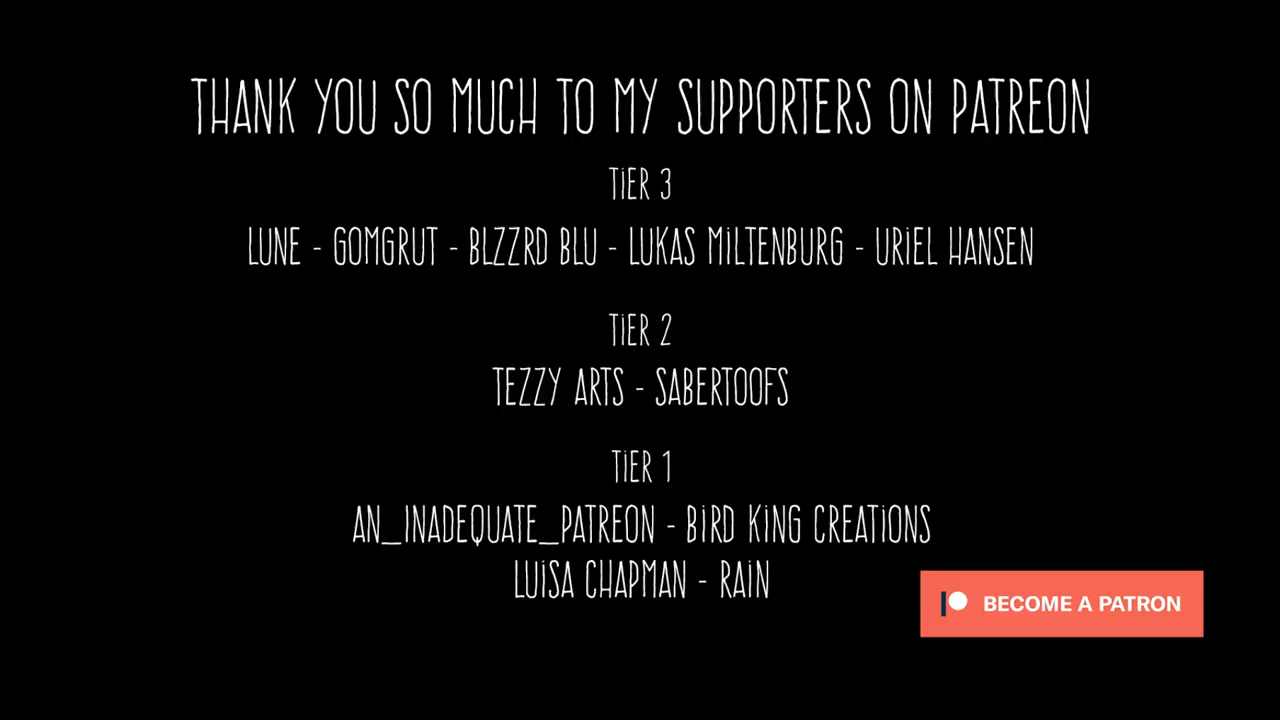 THANK YOU SO MUCH TO MY SUPPORTERS ON PATREON
TiER 3
LUNE - GOMGRUT - BLZZRD BLU - LUKAS MiLTENBURG - URiEL HANSEN
TiER 2
TEZZY ARTS - SABERTOOFS
TiER 1
AN_INADEQUATE_PATREON - BiRD KiNG CREATiONS
LUiSA CHAPMAN - RAiN
BECOME A PATRON